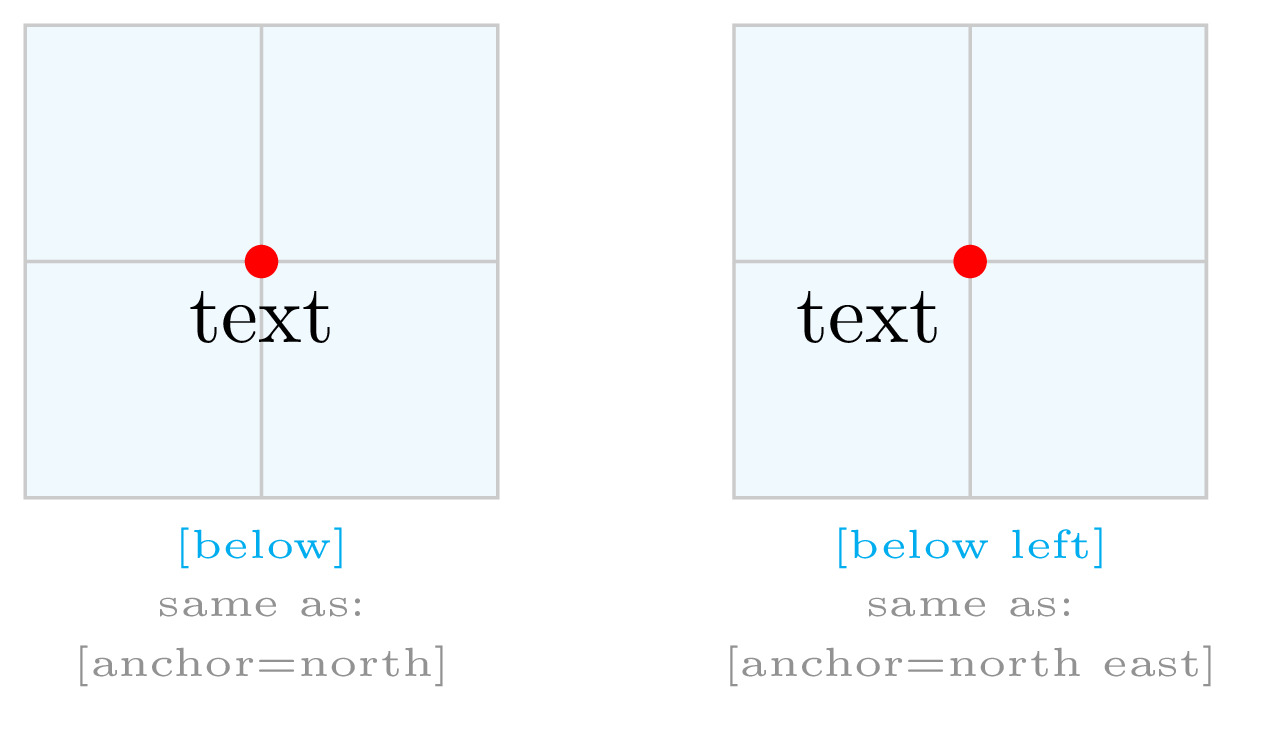 text
[below]
same as:
[anchor=north]
text
[below left]
same as:
[anchor=north east]